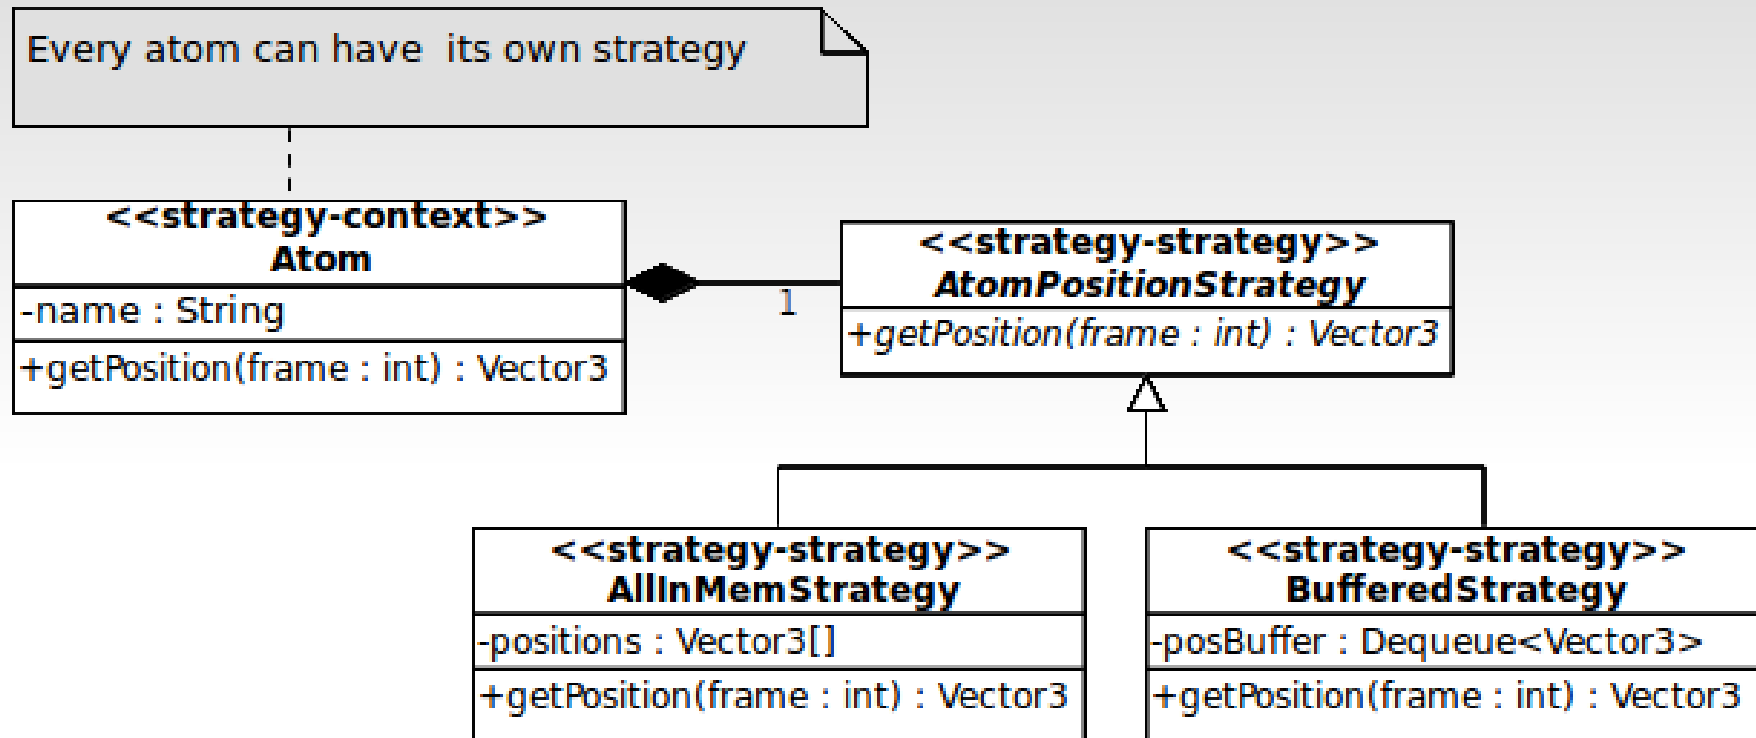 Every atom can have its own strategy
<<strategy-context>>
Atom
-name : String
+getPosition(frame : int) : Vector3
1
<<strategy-strategy>>
AtomPositionStrategy
+getPosition(frame : int) : Vector3
<<strategy-strategy>>
AllInMemStrategy
-positions : Vector3[]
+getPosition(frame : int) : Vector3
<<strategy-strategy>>
BufferedStrategy
-posBuffer : Dequeue<Vector3>
+getPosition(frame : int) : Vector3